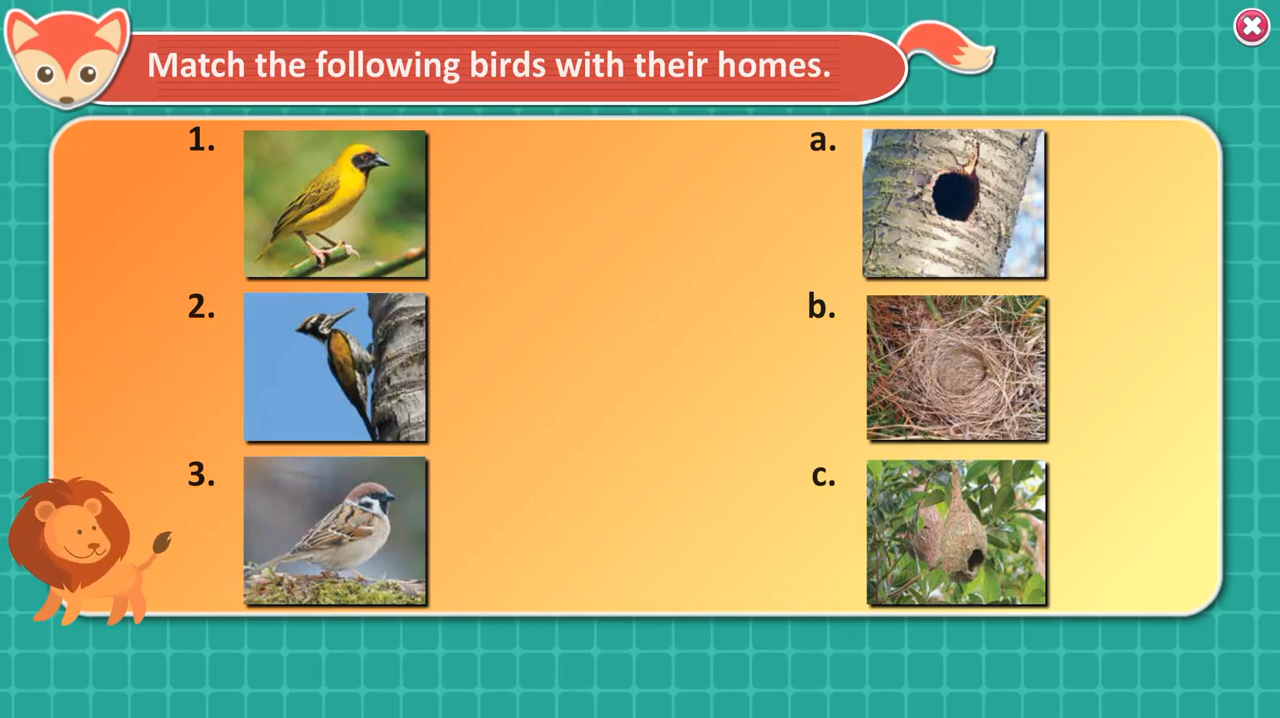 Match the following birds with their homes.
1.
a.
2.
b.
3.
c.